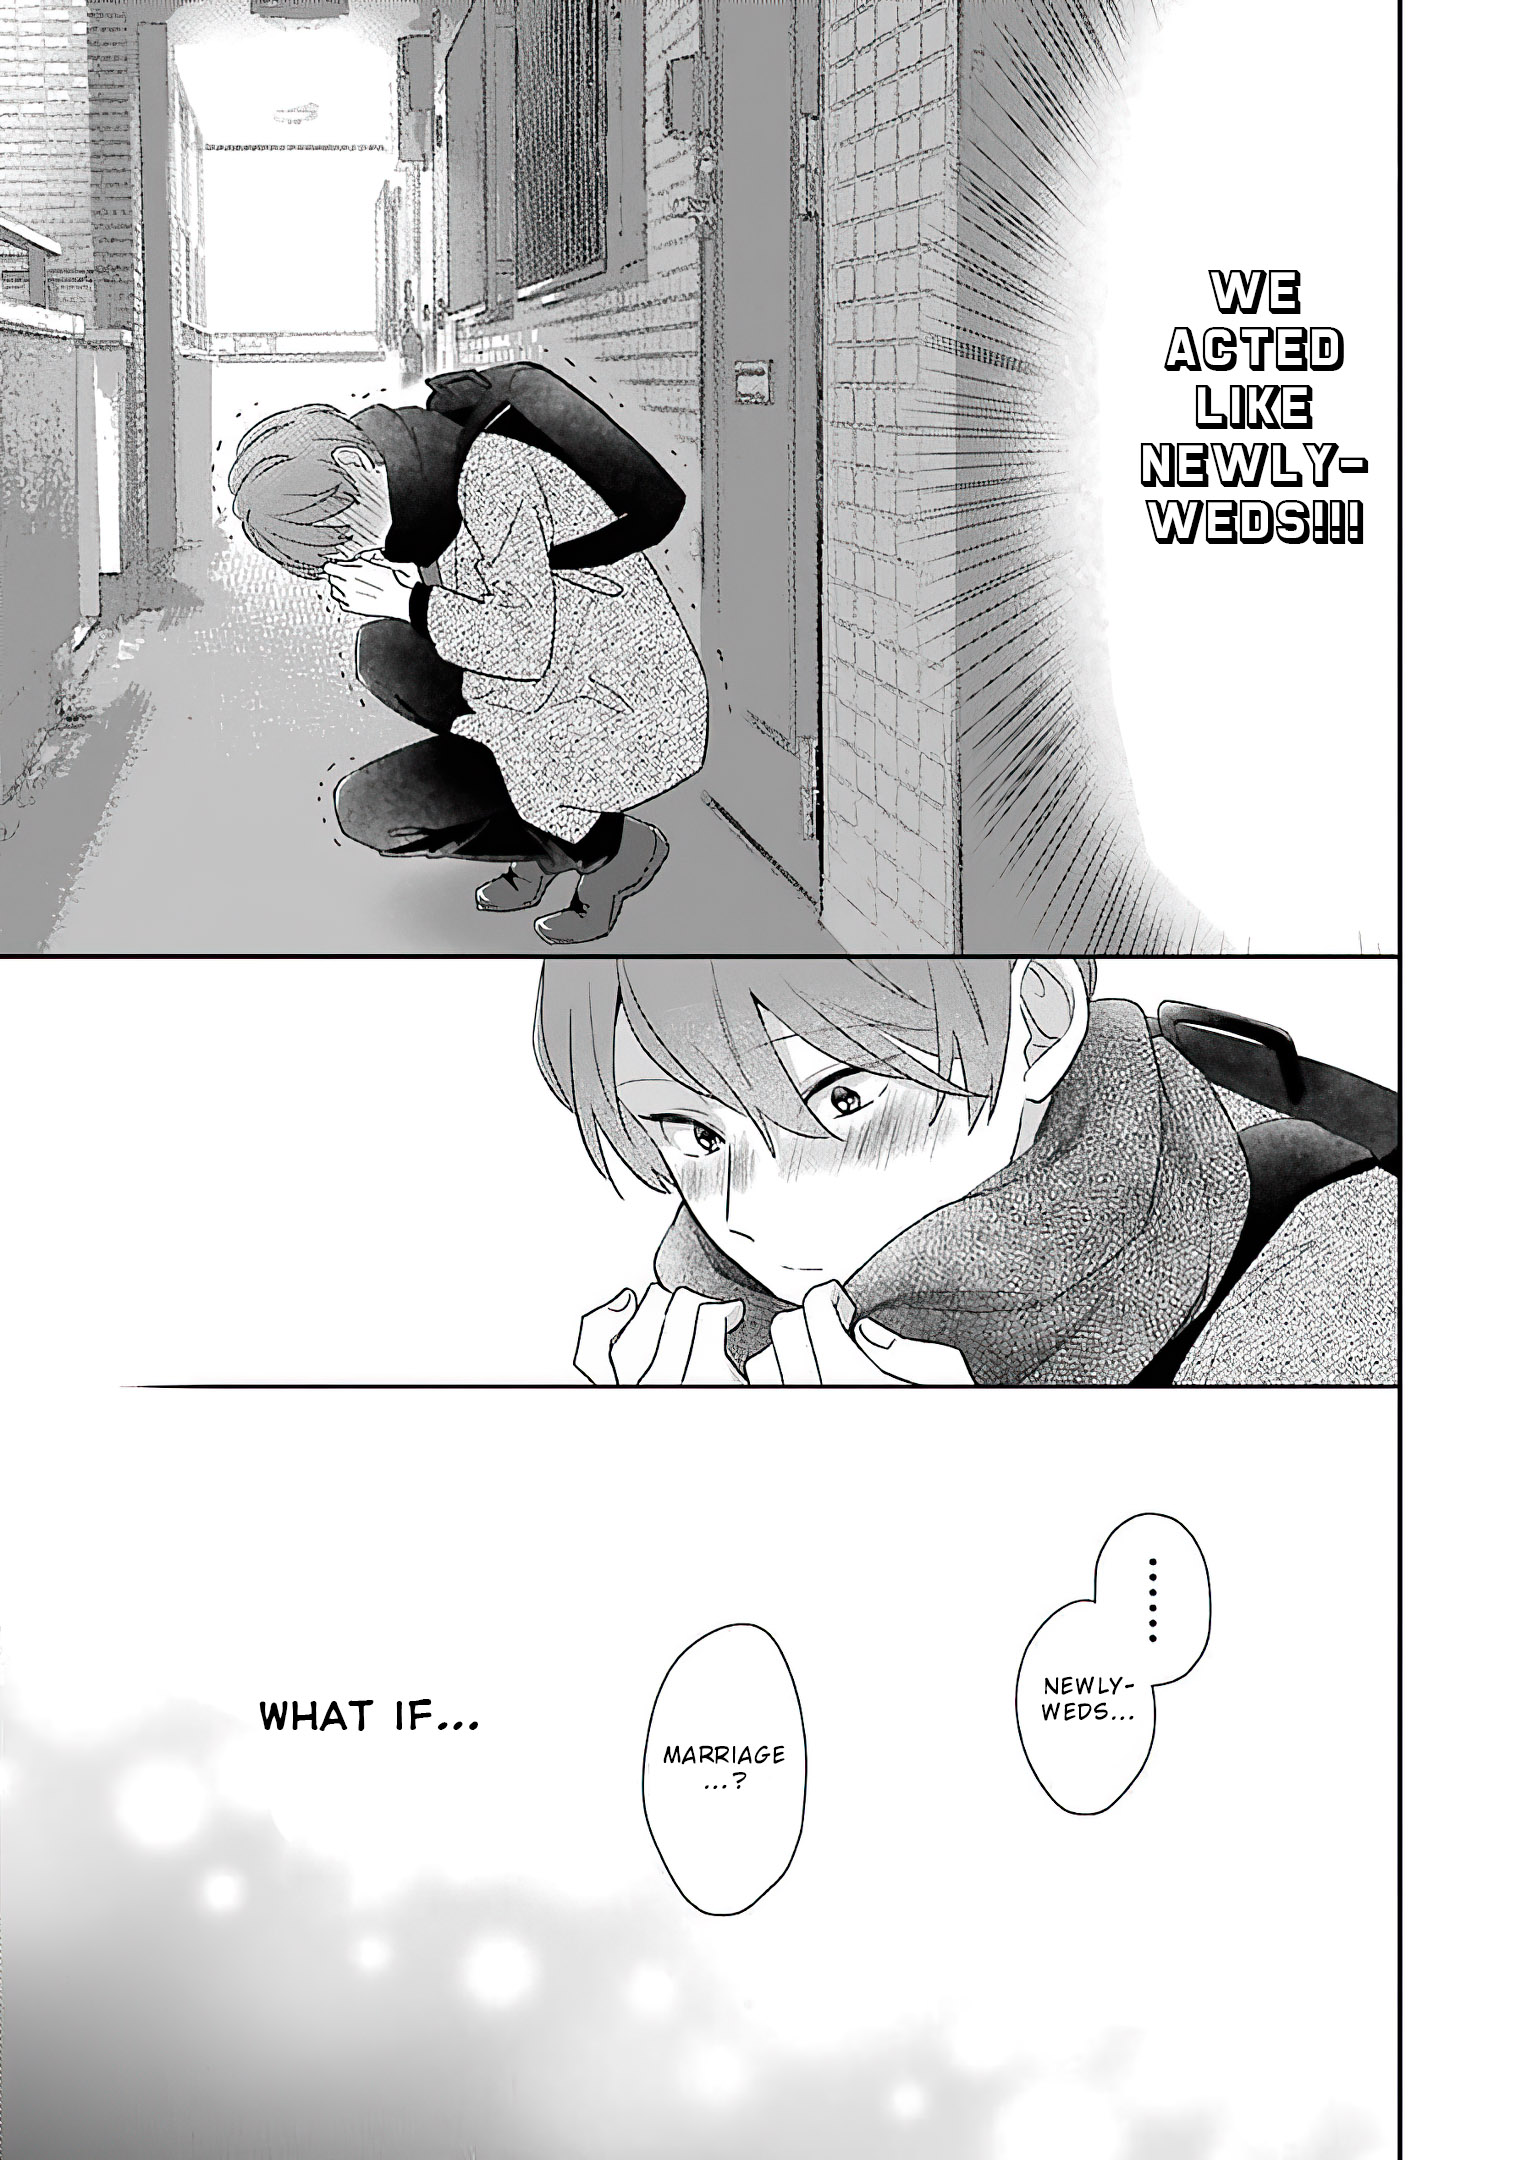 WE
ACTED
LIKE
NEWLY-
WEDS!!!
......
NEWLY-
WEDS...
MARRIAGE
...?
WHAT IF...